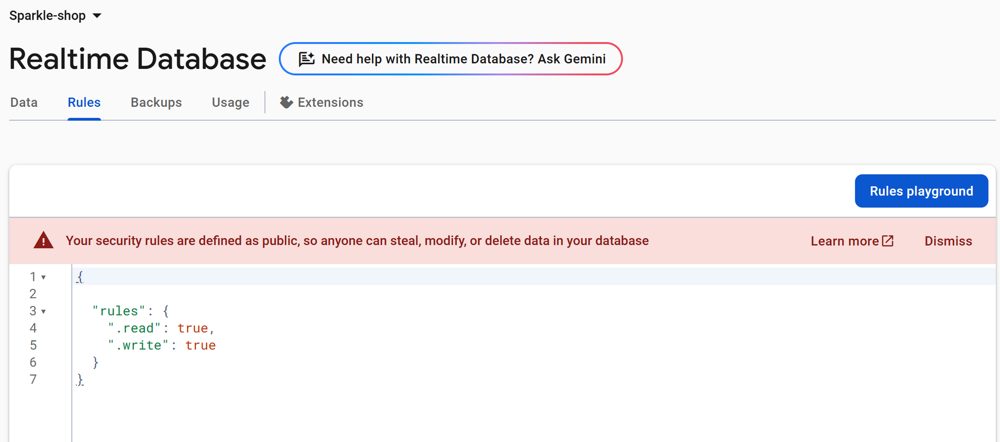 Sparkle-shop
Realtime Database
Need help with Realtime Database? Ask Gemini
Data Rules Backups Usage Extensions
Rules playground
Your security rules are defined as public, so anyone can steal, modify, or delete data in your database Learn more Dismiss
1 {
2
3 "rules": {
4 ".read": true,
5 ".write": true
6 }
7 }